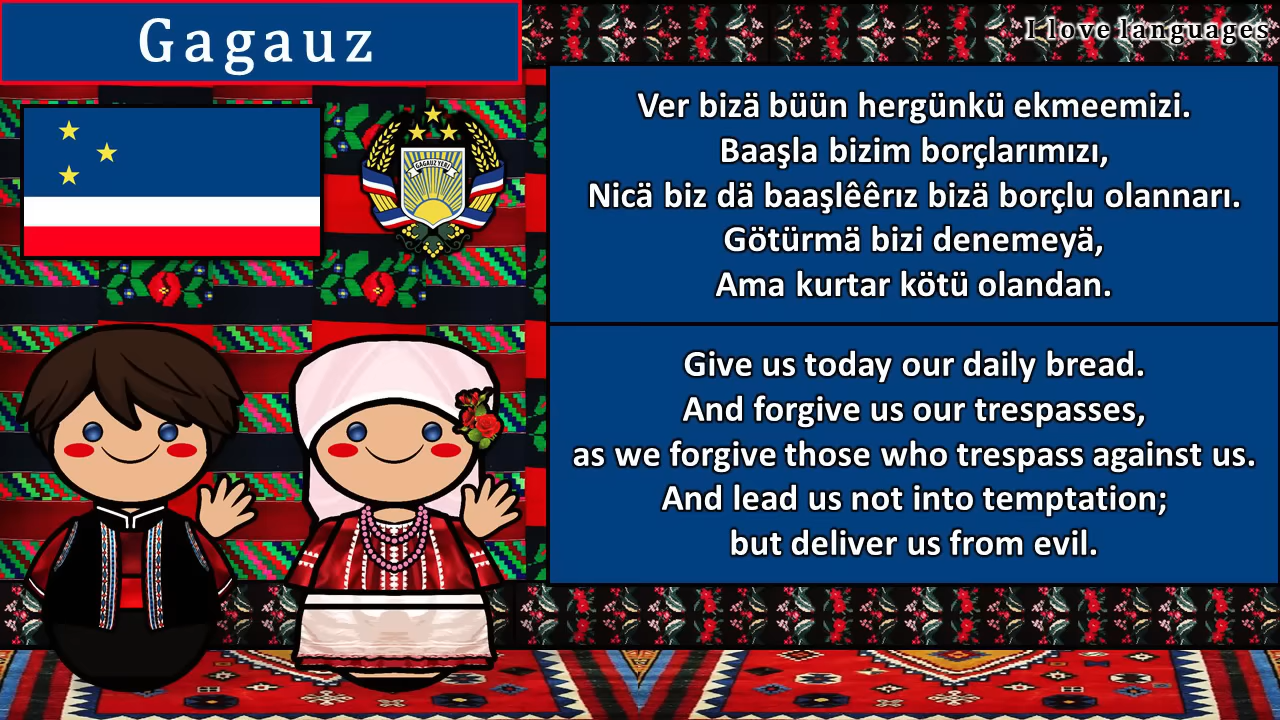 Gagauz
I love languages
GAGAUZ YERİ
Ver bizä büün hergünkü ekmeemizi.
Baaşla bizim borçlarımızı,
Nicä biz dä baaşlêêrız bizä borçlu olannarı.
Götürmä bizi denemeyä,
Ama kurtar kötü olandan.
Give us today our daily bread.
And forgive us our trespasses,
as we forgive those who trespass against us.
And lead us not into temptation;
but deliver us from evil.